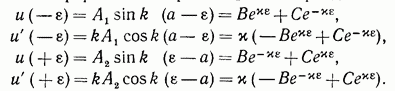 u (− ε) = A₁ sin k (a − ε) = Be^{ϰε} + Ce^{−ϰε},
u′ (− ε) = kA₁ cos k (a − ε) = ϰ (− Be^{ϰε} + Ce^{−ϰε}),
u (+ ε) = A₂ sin k (ε − a) = Be^{−ϰε} + Ce^{ϰε},
u′ (+ ε) = kA₂ cos k (ε − a) = ϰ (− Be^{−ϰε} + Ce^{ϰε}).